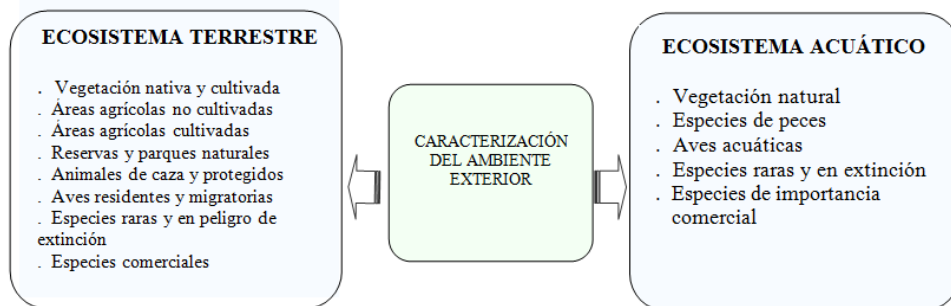 ECOSISTEMA TERRESTRE
. Vegetación nativa y cultivada
. Áreas agrícolas no cultivadas
. Áreas agrícolas cultivadas
. Reservas y parques naturales
. Animales de caza y protegidos
. Aves residentes y migratorias
. Especies raras y en peligro de
extinción
. Especies comerciales
CARACTERIZACIÓN
DEL AMBIENTE
EXTERIOR
ECOSISTEMA ACUÁTICO
. Vegetación natural
. Especies de peces
. Aves acuáticas
. Especies raras y en extinción
. Especies de importancia
comercial